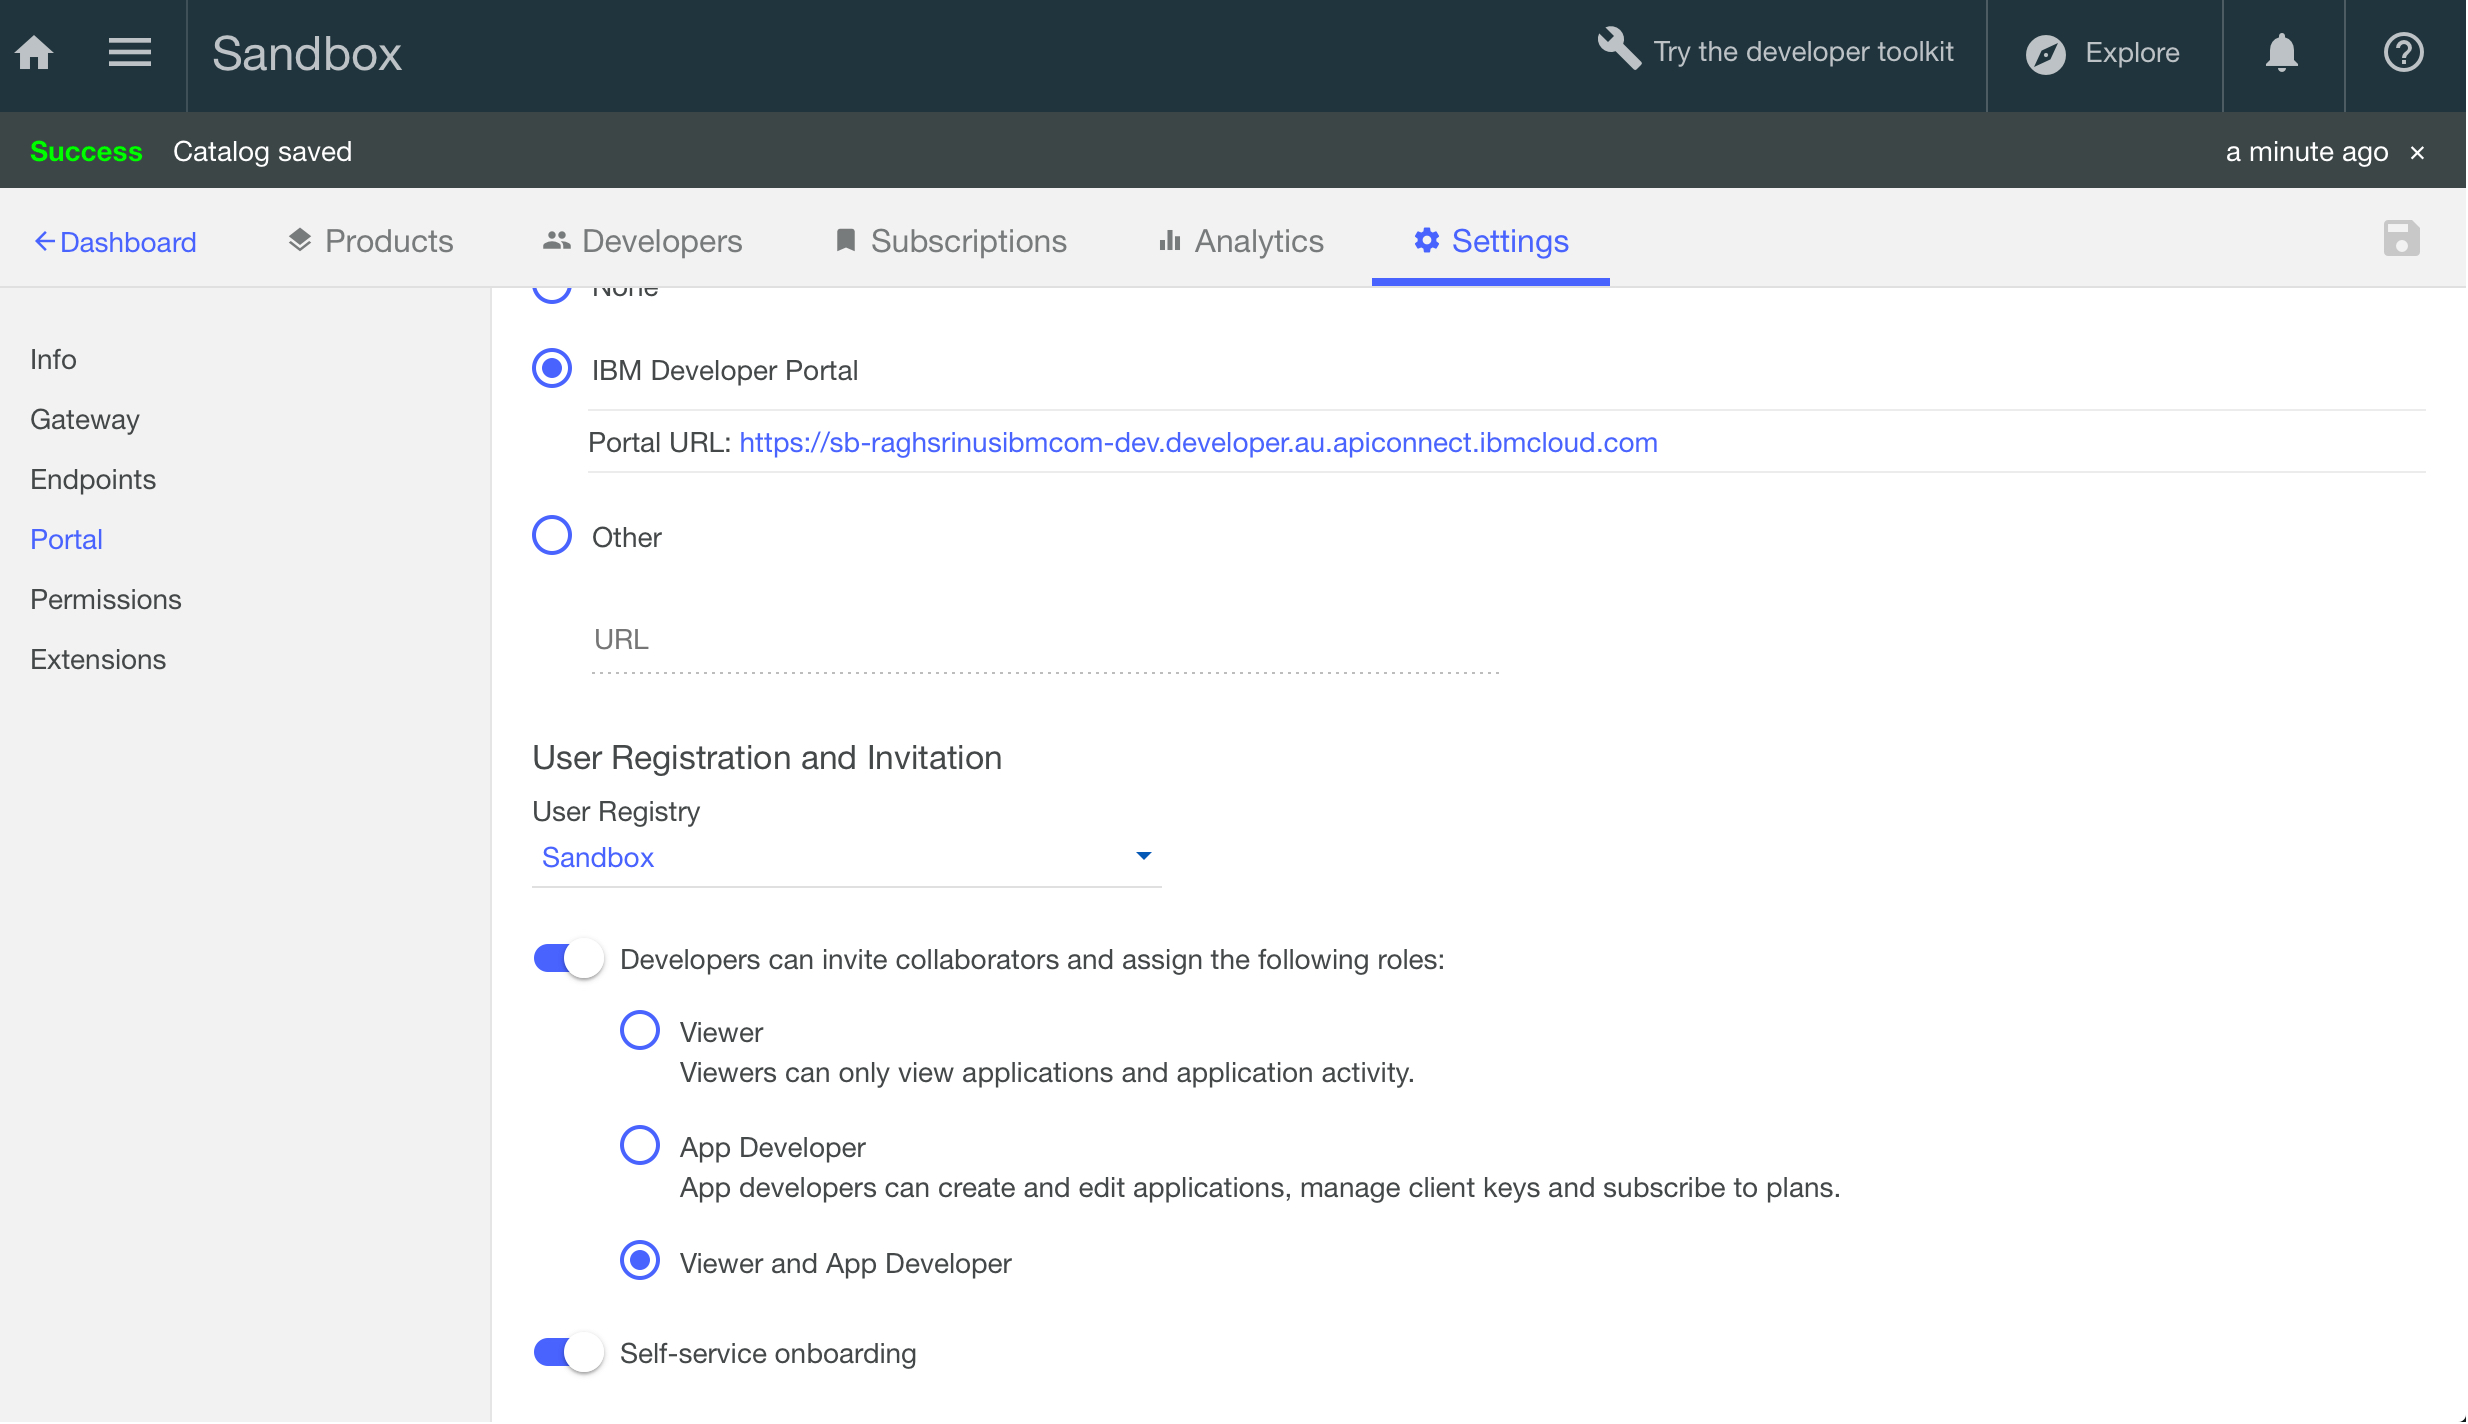 Sandbox
Try the developer toolkit
Explore
Success Catalog saved
a minute ago ×
Dashboard
Products
Developers
Subscriptions
Analytics
Settings
Info
Gateway
Endpoints
Portal
Permissions
Extensions
None
IBM Developer Portal
Portal URL: https://sb-raghsrinusibmcom-dev.developer.au.apiconnect.ibmcloud.com
Other
URL
User Registration and Invitation
User Registry
Sandbox
Developers can invite collaborators and assign the following roles:
Viewer
Viewers can only view applications and application activity.
App Developer
App developers can create and edit applications, manage client keys and subscribe to plans.
Viewer and App Developer
Self-service onboarding